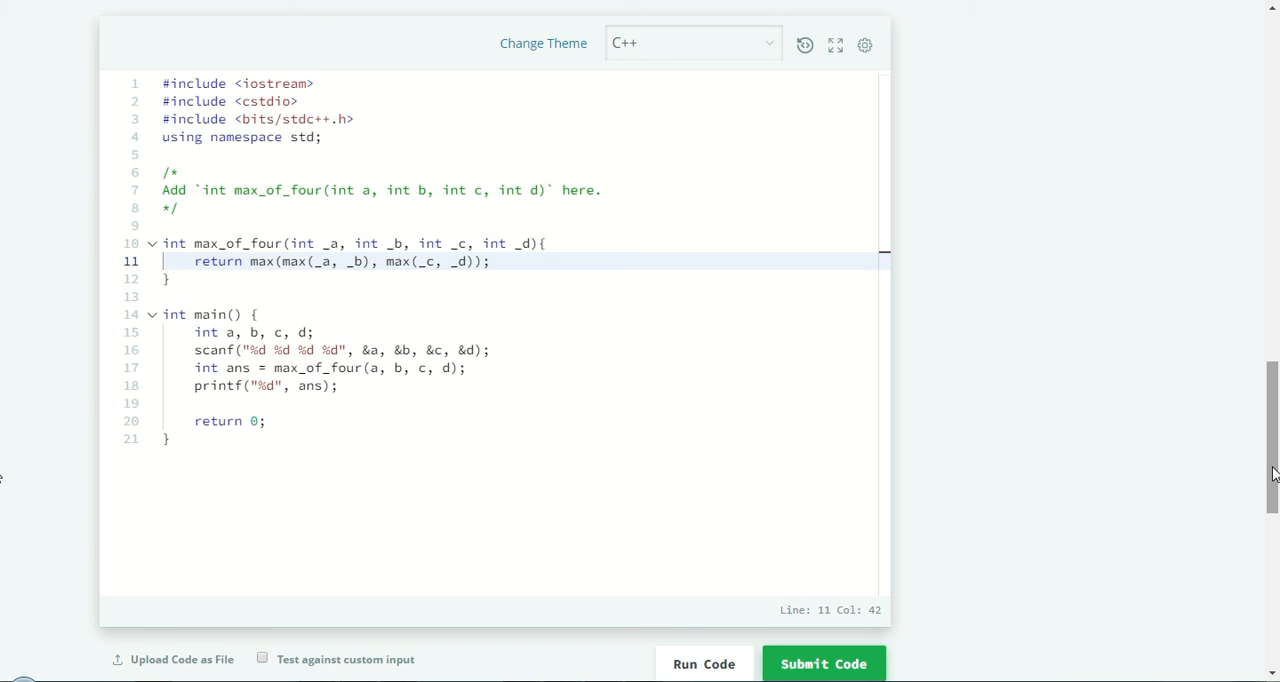 Change Theme C++
1 #include <iostream>
2 #include <cstdio>
3 #include <bits/stdc++.h>
4 using namespace std;
5
6 /*
7 Add `int max_of_four(int a, int b, int c, int d)` here.
8 */
9
10 int max_of_four(int _a, int _b, int _c, int _d){
11 return max(max(_a, _b), max(_c, _d));
12 }
13
14 int main() {
15 int a, b, c, d;
16 scanf("%d %d %d %d", &a, &b, &c, &d);
17 int ans = max_of_four(a, b, c, d);
18 printf("%d", ans);
19
20 return 0;
21 }
Line: 11 Col: 42
Upload Code as File Test against custom input Run Code Submit Code